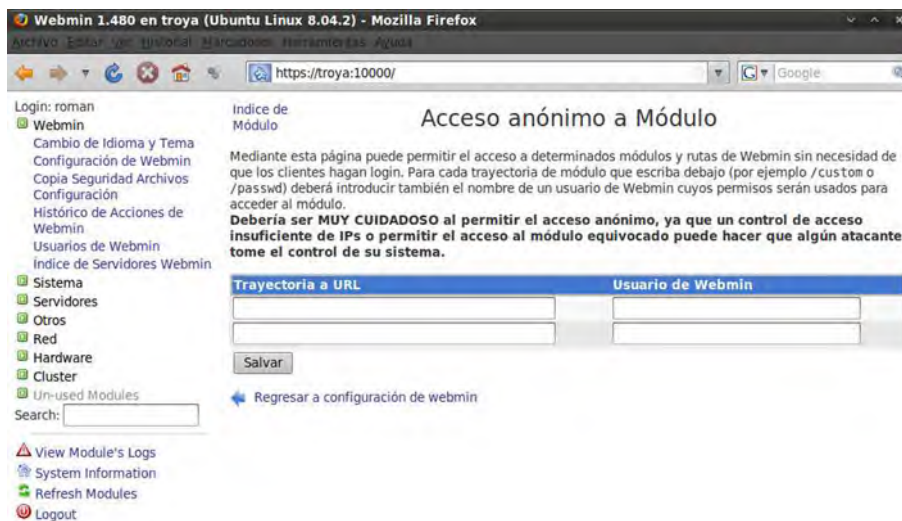 Webmin 1.480 en troya (Ubuntu Linux 8.04.2) - Mozilla Firefox
Archivo Editar Ver Historial Marcadores Herramientas Ayuda
https://troya:10000/
Google
Login: roman
Webmin
Cambio de Idioma y Tema
Configuración de Webmin
Copia Seguridad Archivos
Configuración
Histórico de Acciones de
Webmin
Usuarios de Webmin
Índice de Servidores Webmin
Sistema
Servidores
Otros
Red
Hardware
Cluster
Un-used Modules
Search:
View Module's Logs
System Information
Refresh Modules
Logout
Indice de
Módulo
Acceso anónimo a Módulo
Mediante esta página puede permitir el acceso a determinados módulos y rutas de Webmin sin necesidad de
que los clientes hagan login. Para cada trayectoria de módulo que escriba debajo (por ejemplo /custom o
/passwd) deberá introducir también el nombre de un usuario de Webmin cuyos permisos serán usados para
acceder al módulo.
Debería ser MUY CUIDADOSO al permitir el acceso anónimo, ya que un control de acceso
insuficiente de IPs o permitir el acceso al módulo equivocado puede hacer que algún atacante
tome el control de su sistema.
Trayectoria a URL Usuario de Webmin
Salvar
Regresar a configuración de webmin